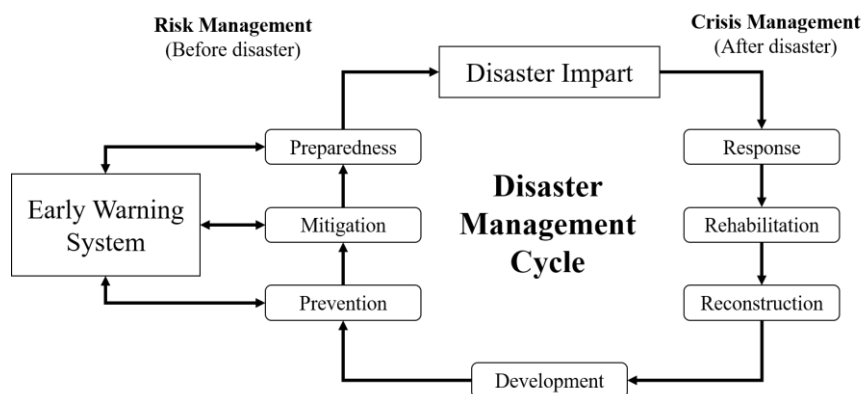 Risk Management
(Before disaster)
Crisis Management
(After disaster)
Disaster Impart
Preparedness
Response
Early Warning
System
Mitigation
Disaster
Management
Cycle
Rehabilitation
Prevention
Reconstruction
Development